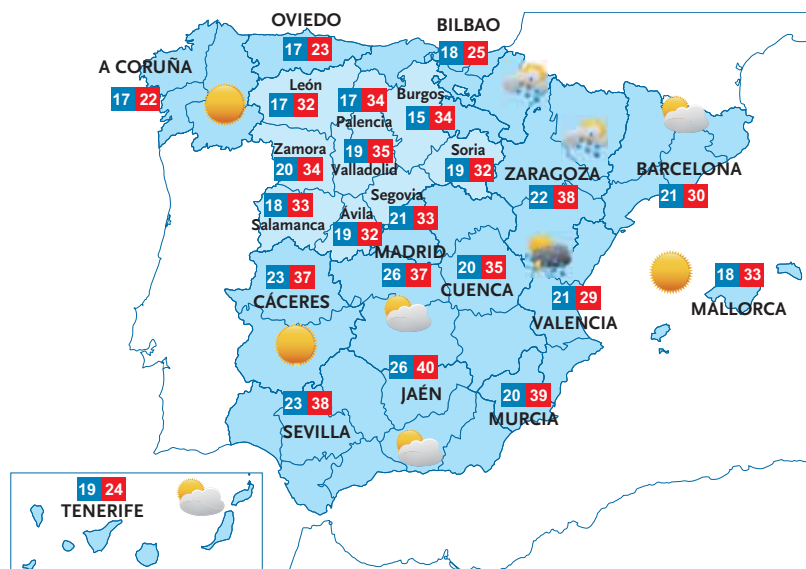 OVIEDO
17 23
BILBAO
18 25
A CORUÑA
17 22
León
17 32
17 34
Palencia
Burgos
15 34
Zamora
20 34
19 35
Valladolid
Soria
19 32
ZARAGOZA
22 38
BARCELONA
21 30
18 33
Salamanca
Segovia
21 33
Ávila
19 32
MADRID
26 37
23 37
CÁCERES
20 35
CUENCA
21 29
VALENCIA
18 33
MALLORCA
26 40
JAÉN
23 38
SEVILLA
20 39
MURCIA
19 24
TENERIFE